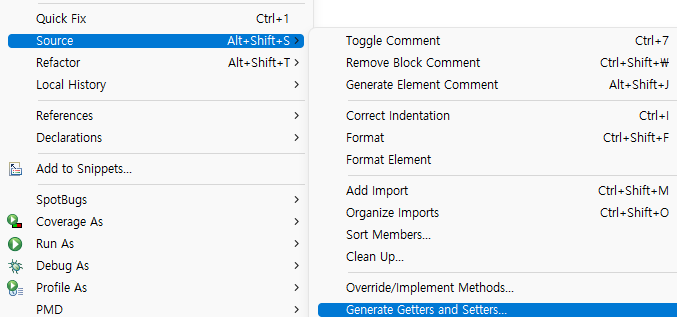 Quick Fix Ctrl+1
Source Alt+Shift+S >
Refactor Alt+Shift+T >
Local History >
References >
Declarations >
Add to Snippets...
SpotBugs >
Coverage As >
Run As >
Debug As >
Profile As >
PMD >
Toggle Comment Ctrl+7
Remove Block Comment Ctrl+Shift+₩
Generate Element Comment Alt+Shift+J
Correct Indentation Ctrl+I
Format Ctrl+Shift+F
Format Element
Add Import Ctrl+Shift+M
Organize Imports Ctrl+Shift+O
Sort Members...
Clean Up...
Override/Implement Methods...
Generate Getters and Setters...